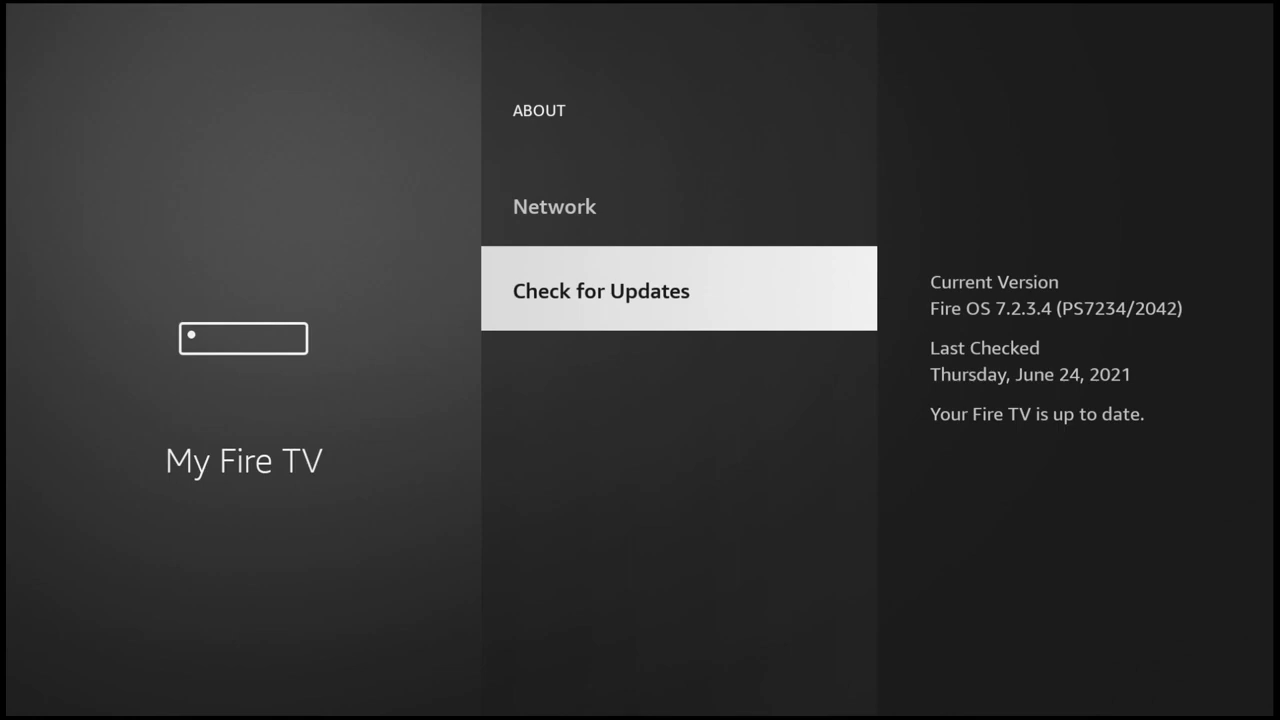 ABOUT
Network
Check for Updates
My Fire TV
Current Version
Fire OS 7.2.3.4 (PS7234/2042)
Last Checked
Thursday, June 24, 2021
Your Fire TV is up to date.